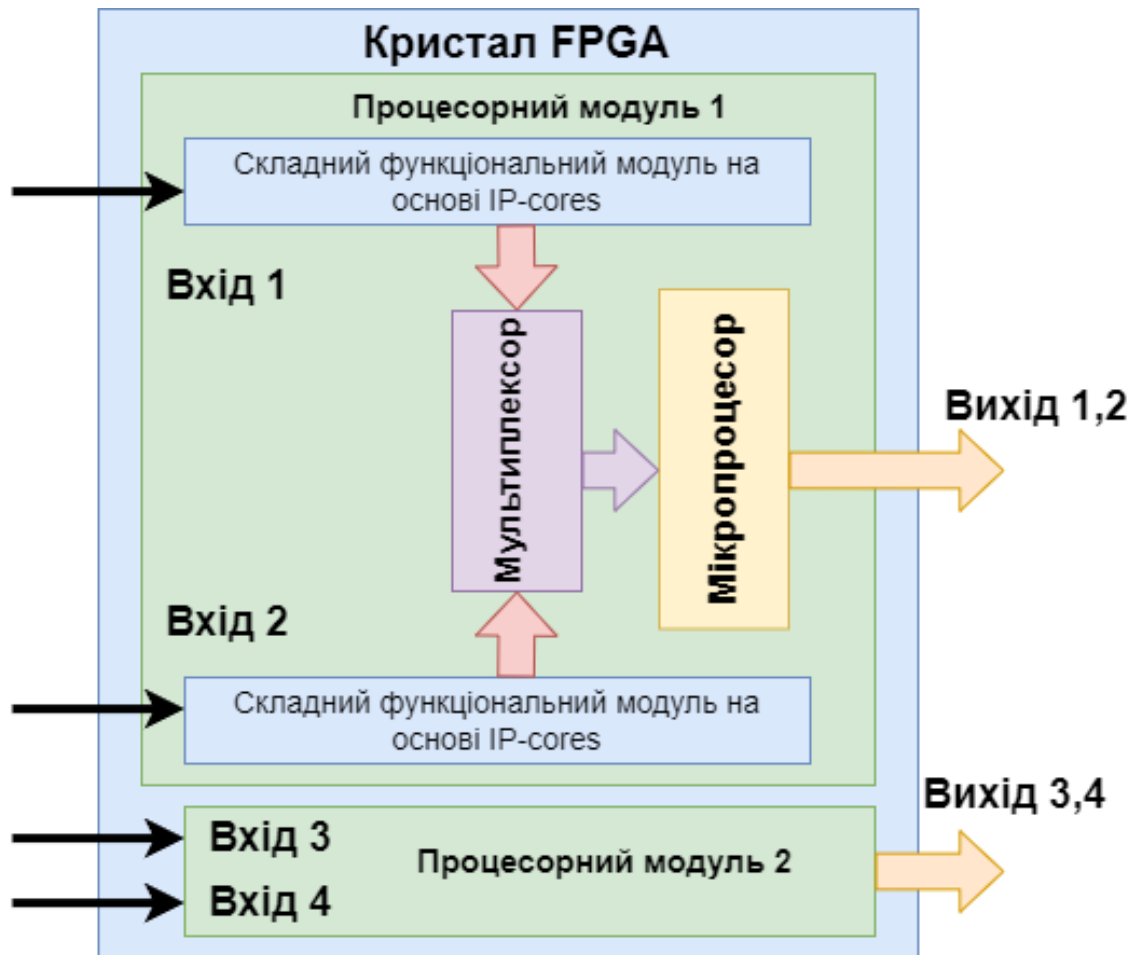 Кристал FPGA
Процесорний модуль 1
Складний функціональний модуль на
основі IP-cores
Вхід 1
Мультиплексор
Мікропроцесор
Вихід 1,2
Вхід 2
Складний функціональний модуль на
основі IP-cores
Вихід 3,4
Вхід 3
Процесорний модуль 2
Вхід 4